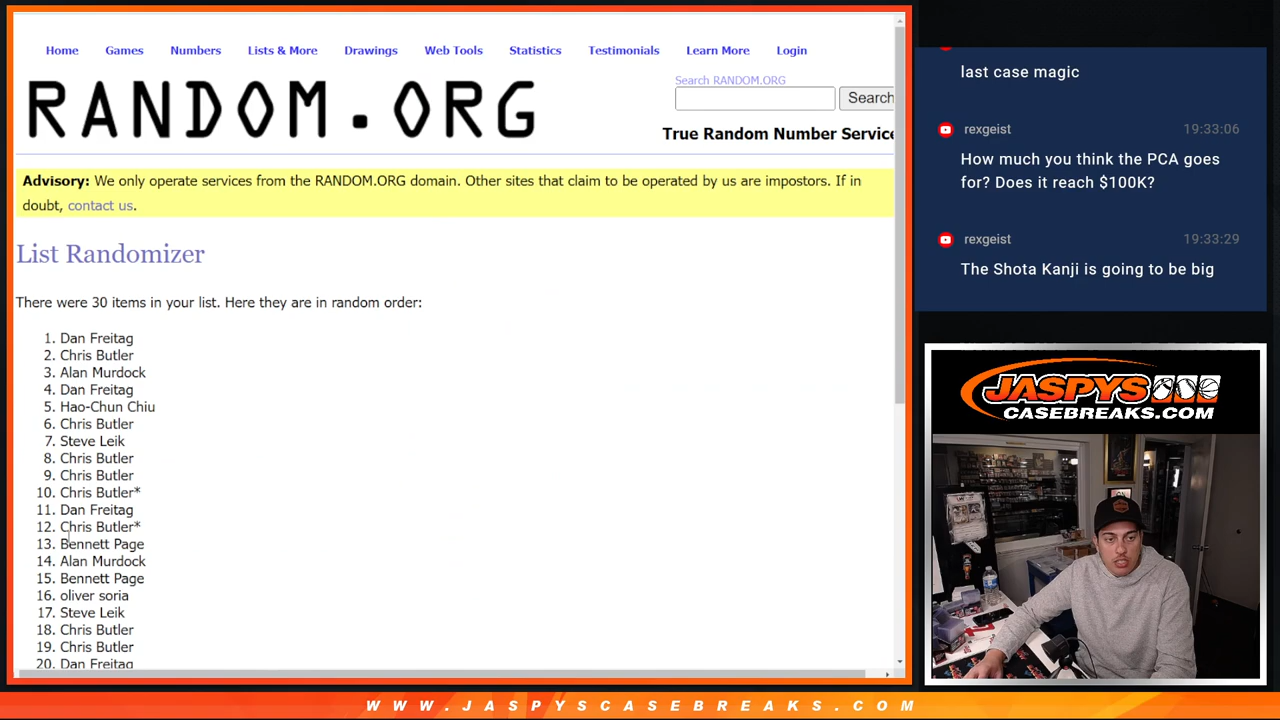 Home Games Numbers Lists & More Drawings Web Tools Statistics Testimonials Learn More Login
RANDOM.ORG
Search RANDOM.ORG
Search
True Random Number Service
Advisory: We only operate services from the RANDOM.ORG domain. Other sites that claim to be operated by us are impostors. If in
doubt, contact us.
List Randomizer
There were 30 items in your list. Here they are in random order:
1. Dan Freitag
2. Chris Butler
3. Alan Murdock
4. Dan Freitag
5. Hao-Chun Chiu
6. Chris Butler
7. Steve Leik
8. Chris Butler
9. Chris Butler
10. Chris Butler*
11. Dan Freitag
12. Chris Butler*
13. Bennett Page
14. Alan Murdock
15. Bennett Page
16. oliver soria
17. Steve Leik
18. Chris Butler
19. Chris Butler
20. Dan Freitag
last case magic
rexgeist 19:33:06
How much you think the PCA goes
for? Does it reach $100K?
rexgeist 19:33:29
The Shota Kanji is going to be big
JASPYS
CASEBREAKS.COM
WWW.JASPYSCASEBREAKS.COM